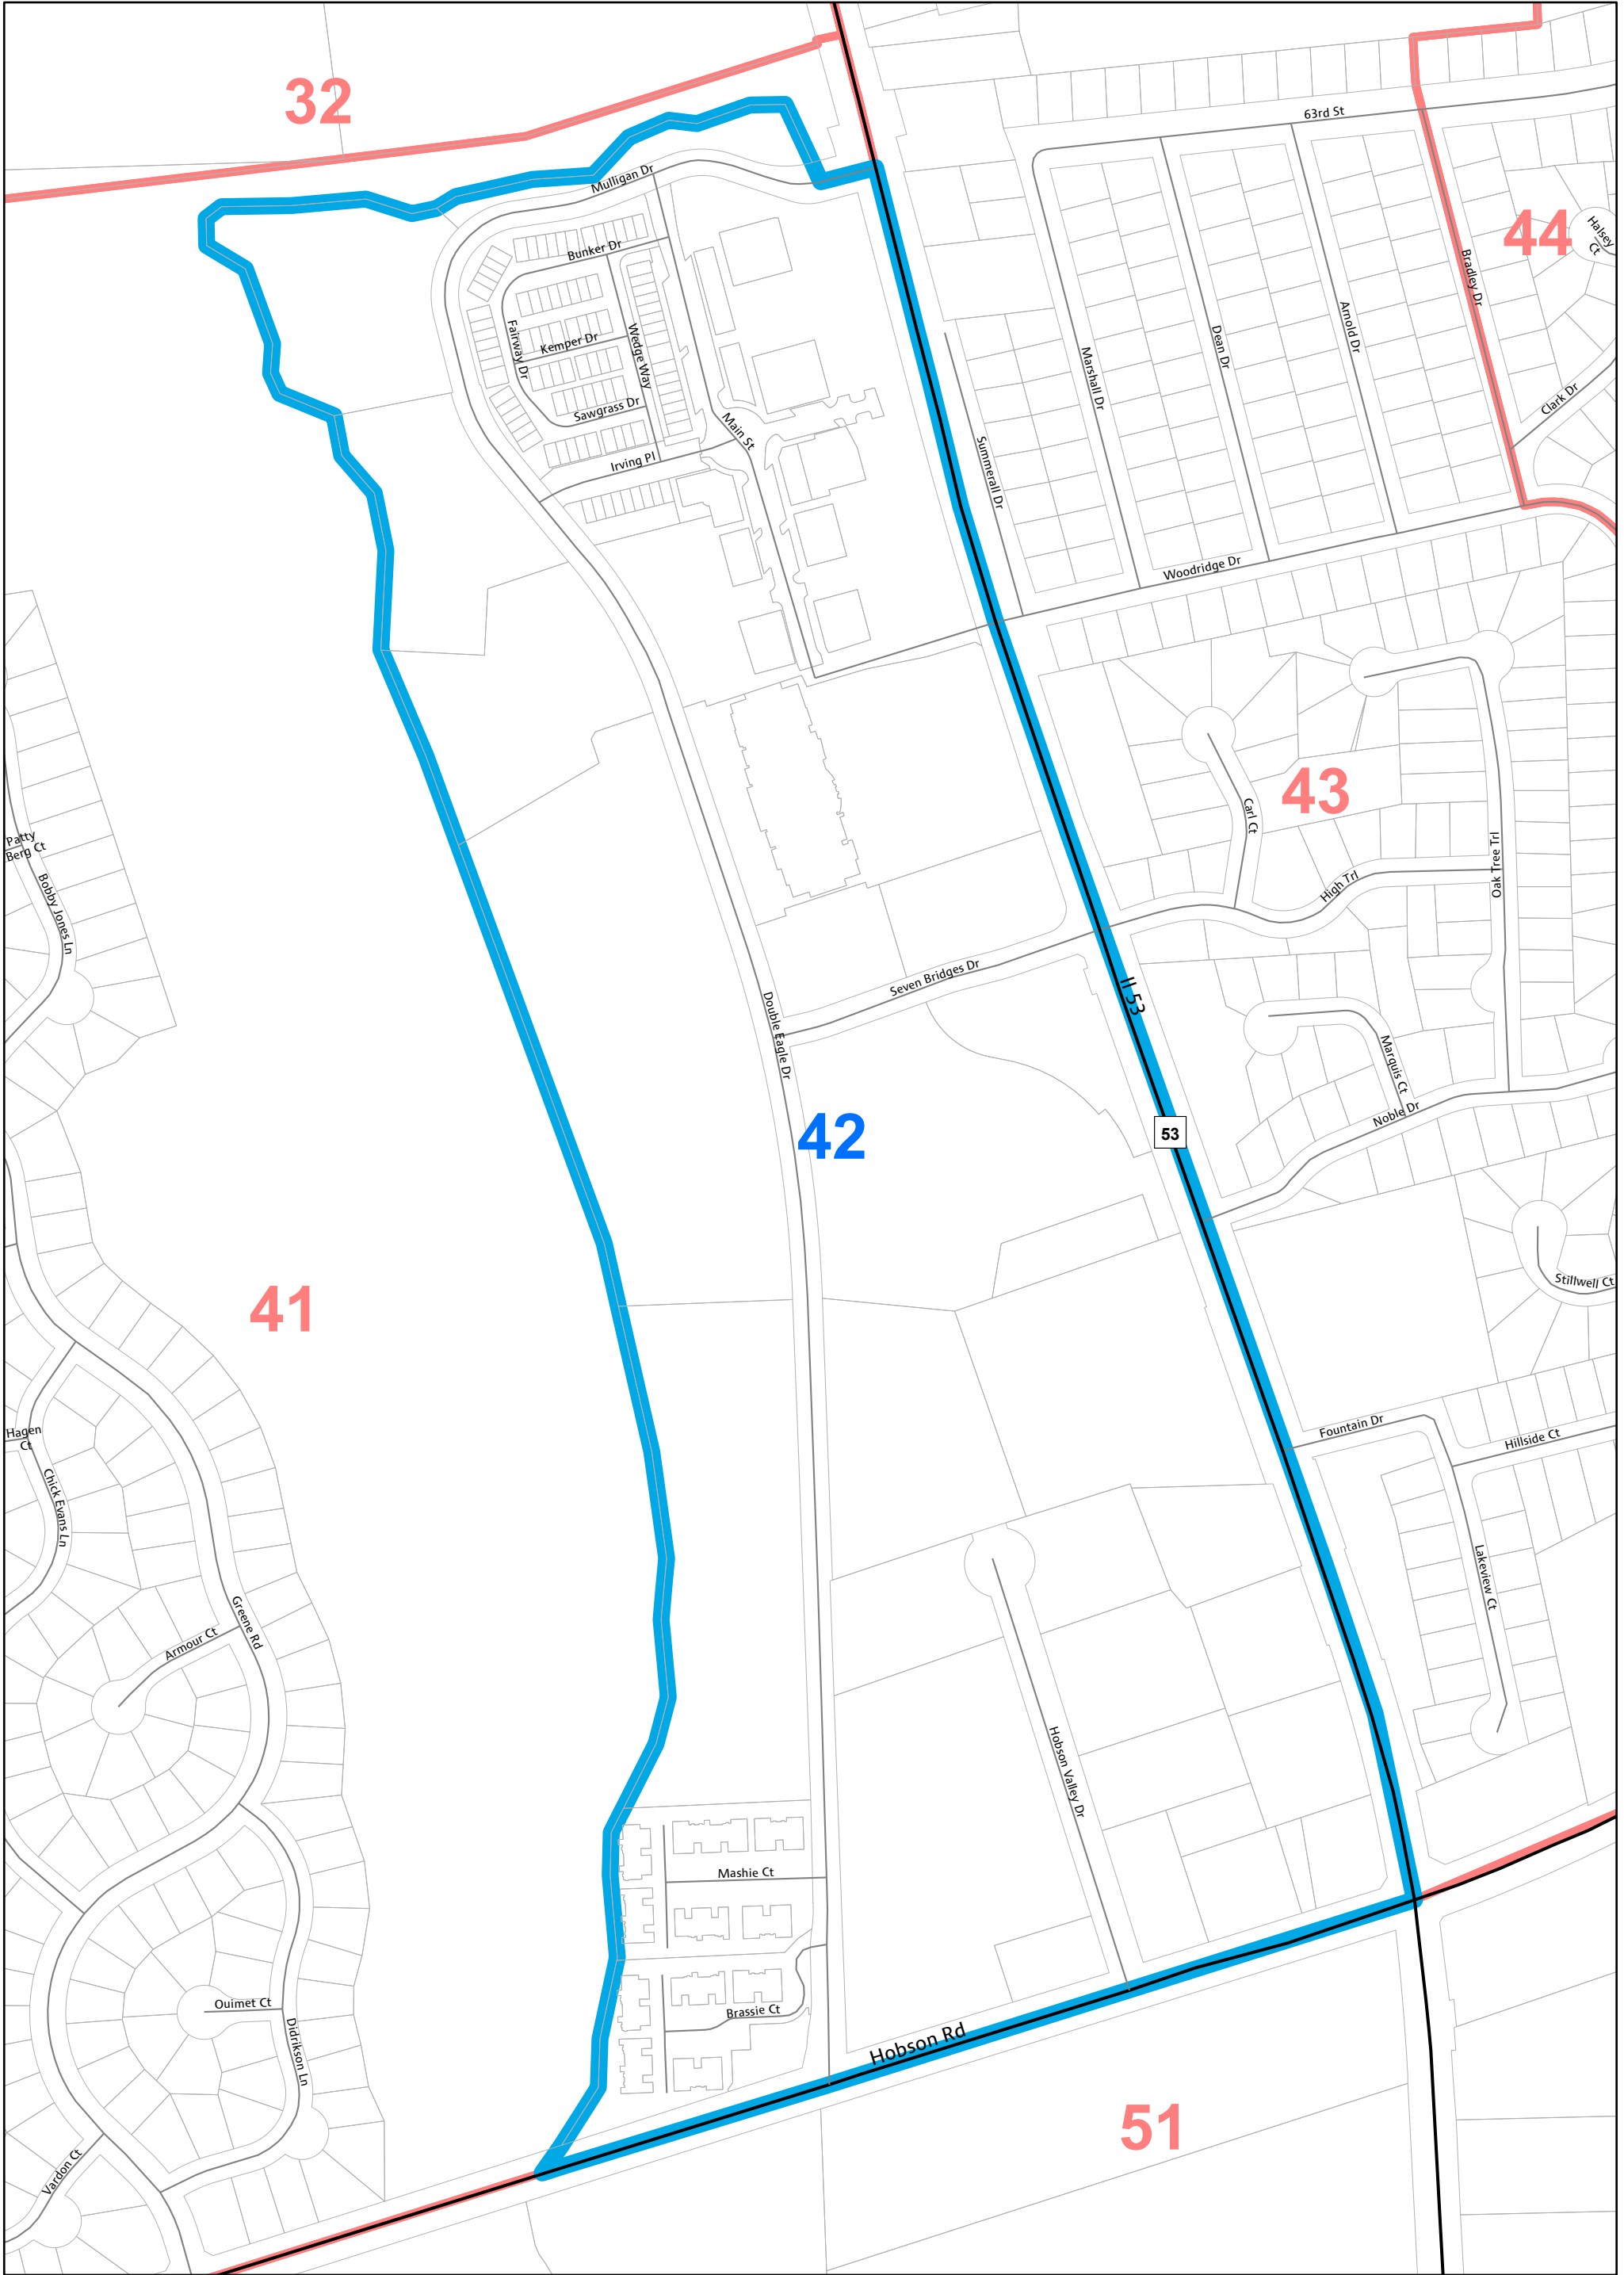 32
63rd St
Mulligan Dr
44
Halsey
Ct
Bunker Dr
Bradley Dr
Fairway Dr
Kemper Dr
Wedge Way
Dean Dr
Arnold Dr
Marshall Dr
Clark Dr
Sawgrass Dr
Main St
Irving Pl
Summerall Dr
Woodridge Dr
43
Carl Ct
Patty
Berg Ct
Bobby Jones Ln
High Trl
Oak Tree Trl
Seven Bridges Dr
Il 53
Double Eagle Dr
Marquis Ct
42
53
Noble Dr
41
Stillwell Ct
Hagen
Ct
Fountain Dr
Hillside Ct
Chick Evans Ln
Lakeview Ct
Greene Rd
Armour Ct
Hobson Valley Dr
Mashie Ct
Ouimet Ct
Brassie Ct
Didrikson Ln
Hobson Rd
51
Vardon Ct